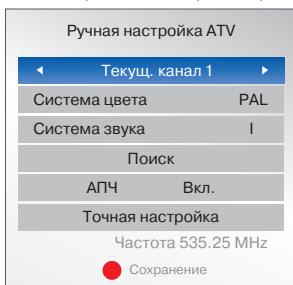 Ручная настройка ATV
Текущ. канал 1
Система цвета PAL
Система звука I
Поиск
АПЧ Вкл.
Точная настройка
Частота 535.25 MHz
Сохранение